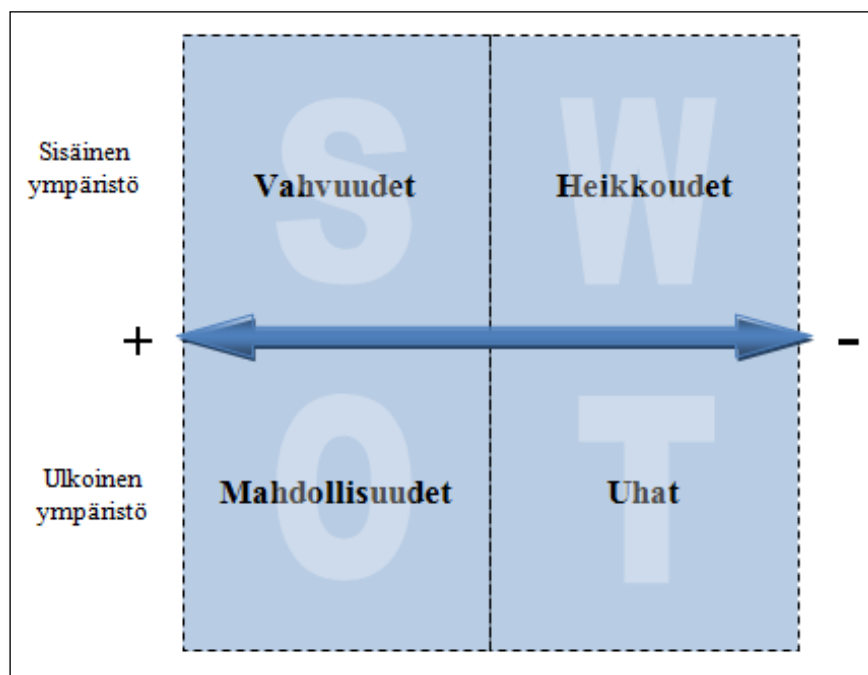 Sisäinen
ympäristö
S
Vahvuudet
W
Heikkoudet
+
-
Ulkoinen
ympäristö
O
Mahdollisuudet
T
Uhat